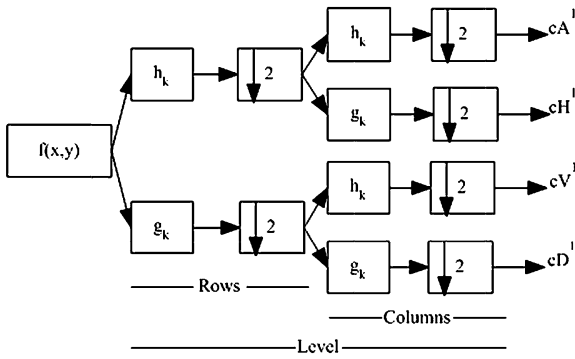 f(x,y)
h_k
2
h_k
2
cA^1
g_k
2
cH^1
g_k
2
h_k
2
cV^1
g_k
2
cD^1
Rows
Columns
Level